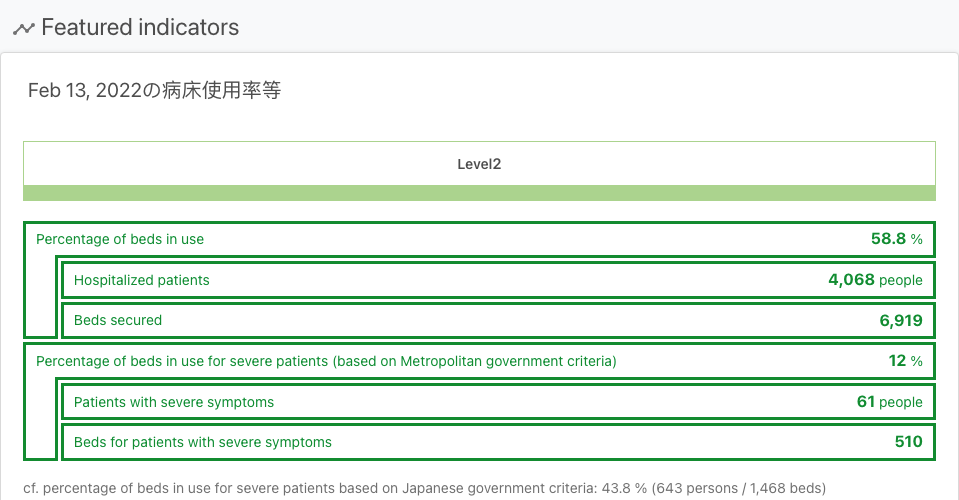 Featured indicators
Feb 13, 2022の病床使用率等
Level2
Percentage of beds in use 58.8 %
Hospitalized patients 4,068 people
Beds secured 6,919
Percentage of beds in use for severe patients (based on Metropolitan government criteria) 12 %
Patients with severe symptoms 61 people
Beds for patients with severe symptoms 510
cf. percentage of beds in use for severe patients based on Japanese government criteria: 43.8 % (643 persons / 1,468 beds)